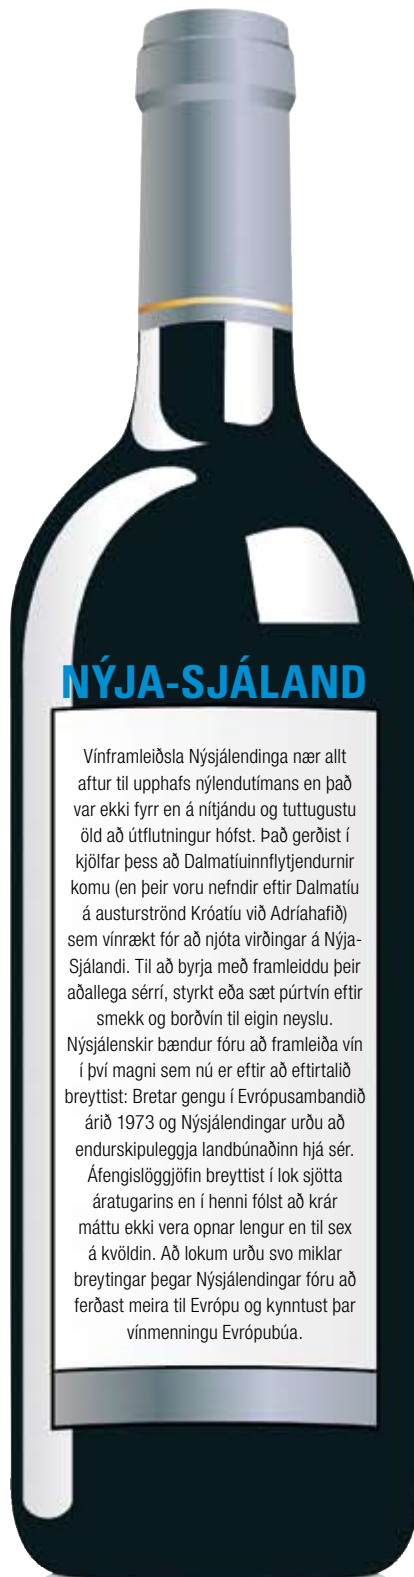 NÝJA-SJÁLAND
Vínframleiðsla Nýsjálendinga nær allt
aftur til upphafs nýlendutímans en það
var ekki fyrr en á nítjándu og tuttugustu
öld að útflutningur hófst. Það gerðist í
kjölfar þess að Dalmatíuinnflytjendurnir
komu (en þeir voru nefndir eftir Dalmatíu
á austurströnd Króatíu við Adríahafið)
sem vínrækt fór að njóta virðingar á Nýja-
Sjálandi. Til að byrja með framleiddu þeir
aðallega sérrí, styrkt eða sæt púrtvín eftir
smekk og borðvín til eigin neyslu.
Nýsjálenskir bændur fóru að framleiða vín
í því magni sem nú er eftir að eftirtalið
breyttist: Bretar gengu í Evrópusambandið
árið 1973 og Nýsjálendingar urðu að
endurskipuleggja landbúnaðinn hjá sér.
Áfengislöggjöfin breyttist í lok sjötta
áratugarins en í henni fólst að krár
máttu ekki vera opnar lengur en til sex
á kvöldin. Að lokum urðu svo miklar
breytingar þegar Nýsjálendingar fóru að
ferðast meira til Evrópu og kynntust þar
vínmenningu Evrópubúa.